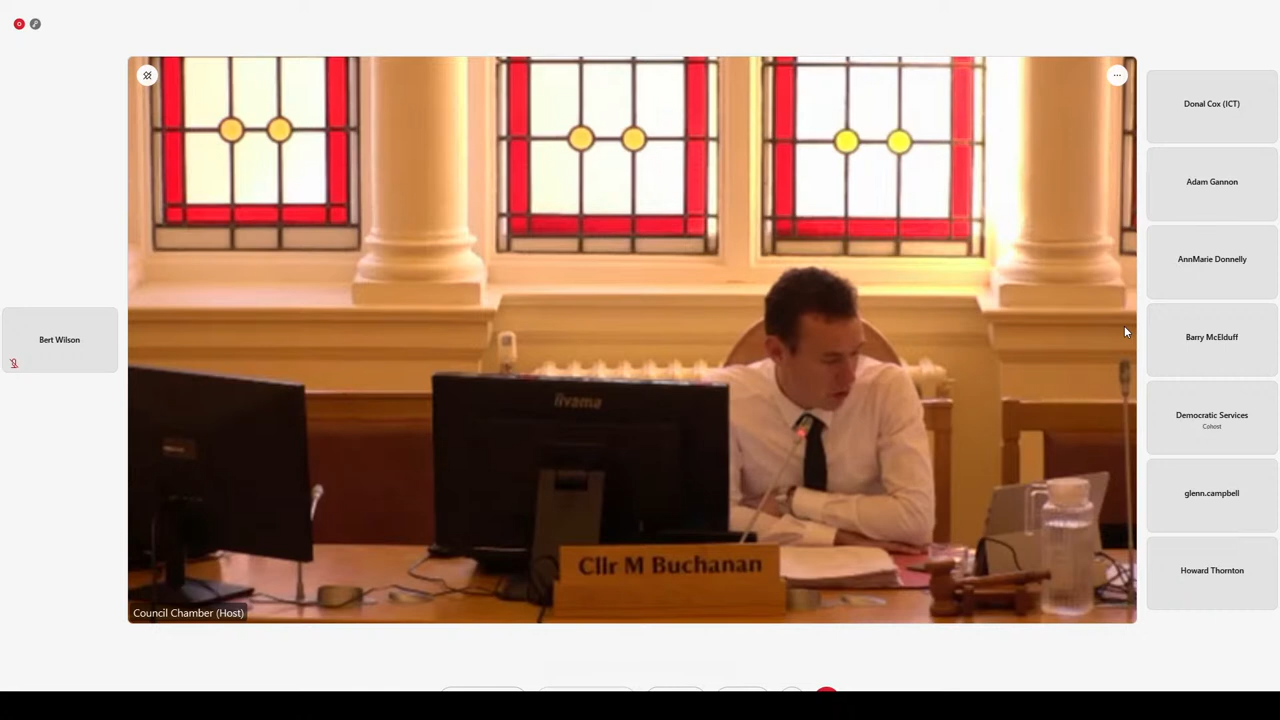 Donal Cox (ICT)
Adam Gannon
AnnMarie Donnelly
Bert Wilson
Barry McElduff
iiyama
Democratic Services
Cohost
glenn.campbell
Cllr M Buchanan
Howard Thornton
Council Chamber (Host)